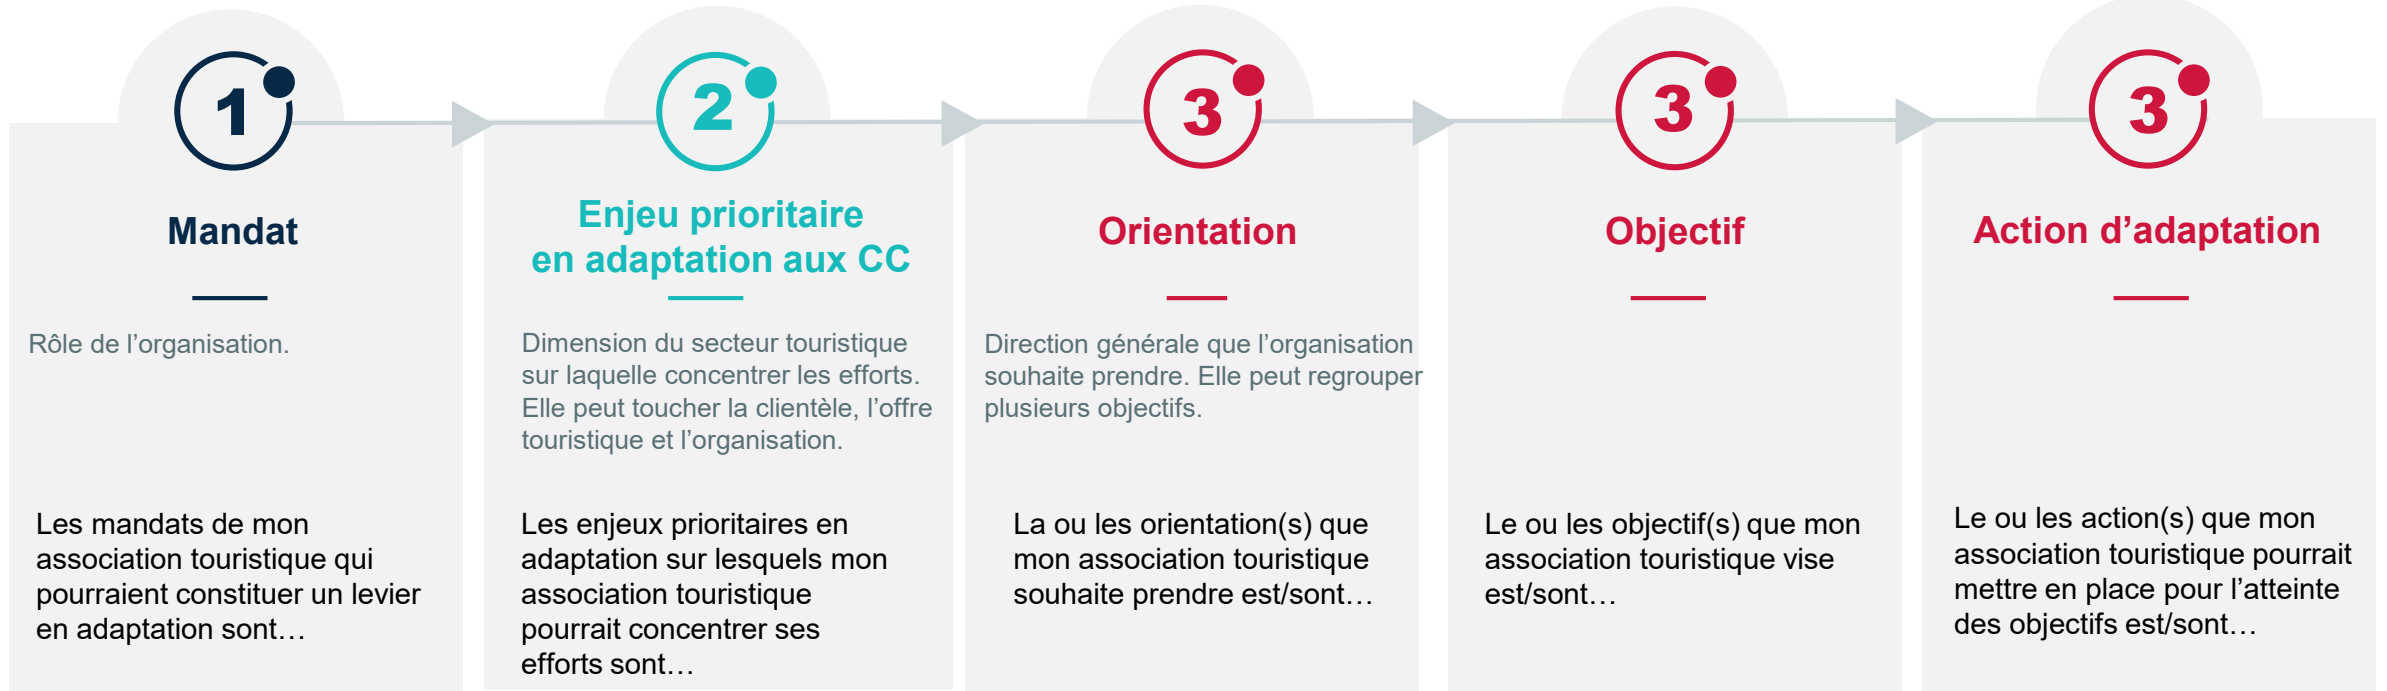 1
Mandat
Rôle de l’organisation.
Les mandats de mon
association touristique qui
pourraient constituer un levier
en adaptation sont…
2
Enjeu prioritaire
en adaptation aux CC
Dimension du secteur touristique
sur laquelle concentrer les efforts.
Elle peut toucher la clientèle, l’offre
touristique et l’organisation.
Les enjeux prioritaires en
adaptation sur lesquels mon
association touristique
pourrait concentrer ses
efforts sont…
3
Orientation
Direction générale que l’organisation
souhaite prendre. Elle peut regrouper
plusieurs objectifs.
La ou les orientation(s) que
mon association touristique
souhaite prendre est/sont…
3
Objectif
Le ou les objectif(s) que mon
association touristique vise
est/sont…
3
Action d’adaptation
Le ou les action(s) que mon
association touristique pourrait
mettre en place pour l’atteinte
des objectifs est/sont…